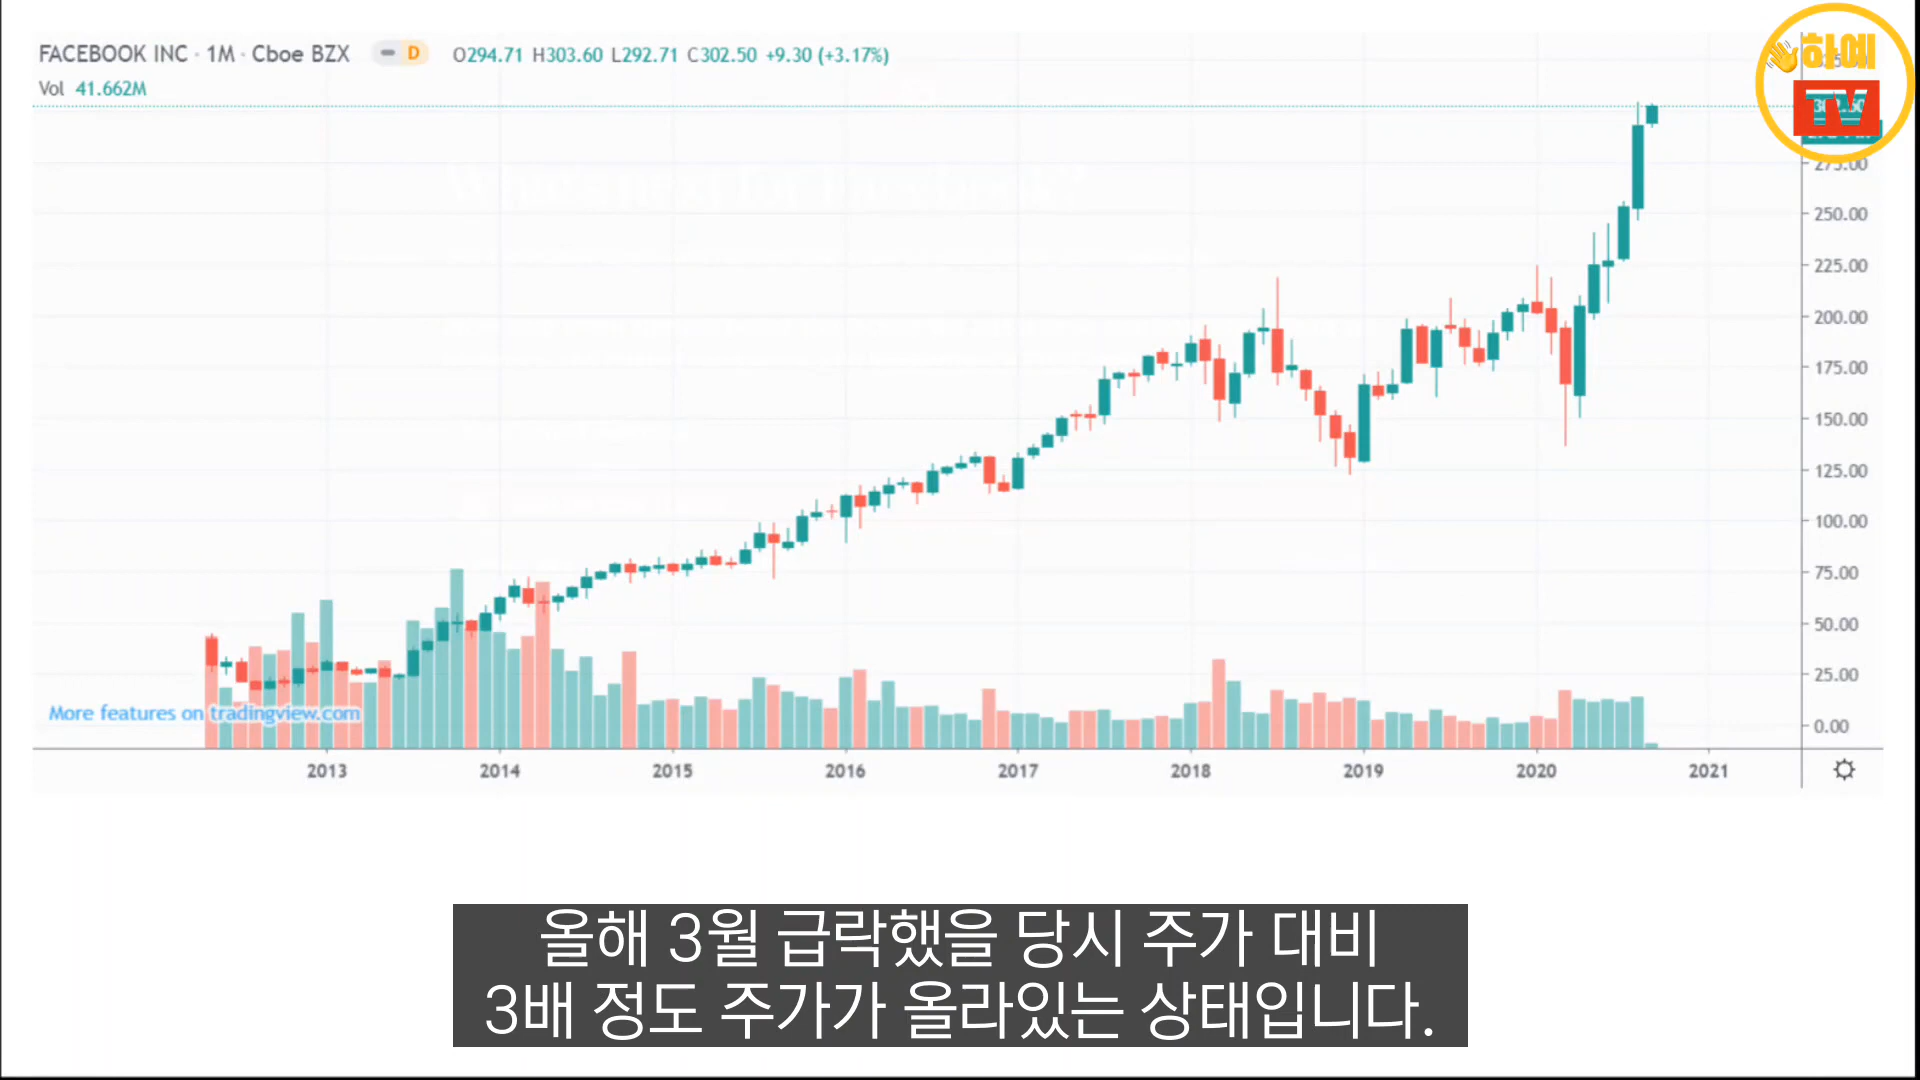 FACEBOOK INC · 1M · Cboe BZX D O294.71 H303.60 L292.71 C302.50 +9.30 (+3.17%)
Vol 41.662M
하예
TV
275.00
250.00
225.00
200.00
175.00
150.00
125.00
100.00
75.00
50.00
25.00
0.00
More features on tradingview.com
2013 2014 2015 2016 2017 2018 2019 2020 2021
올해 3월 급락했을 당시 주가 대비
3배 정도 주가가 올라있는 상태입니다.